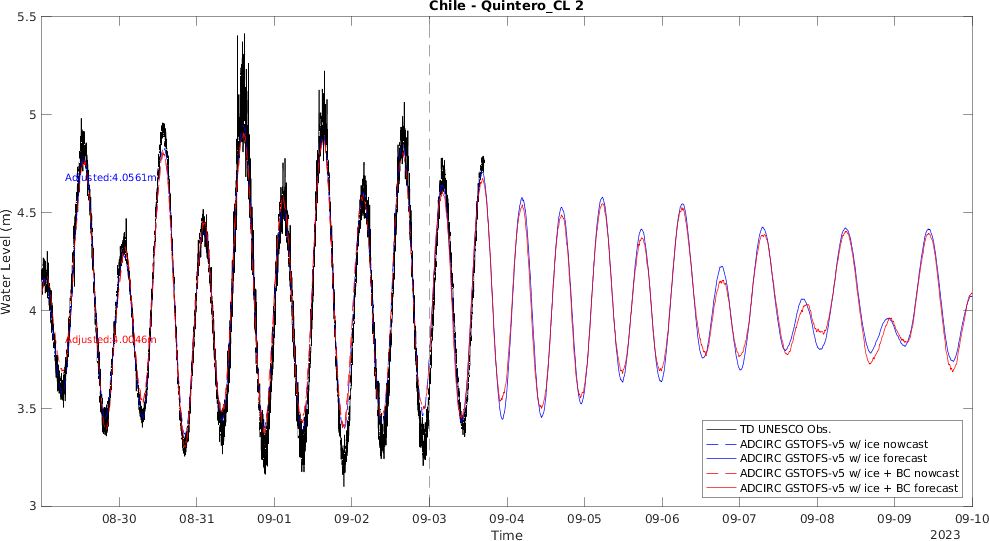 Chile - Quintero_CL 2
Water Level (m)
5.5
5
4.5
4
3.5
3
Adjusted:4.0561m
Adjusted:4.0046m
TD UNESCO Obs.
ADCIRC GSTOFS-v5 w/ ice nowcast
ADCIRC GSTOFS-v5 w/ ice forecast
ADCIRC GSTOFS-v5 w/ ice + BC nowcast
ADCIRC GSTOFS-v5 w/ ice + BC forecast
08-30 08-31 09-01 09-02 09-03 09-04 09-05 09-06 09-07 09-08 09-09 09-10
Time
2023